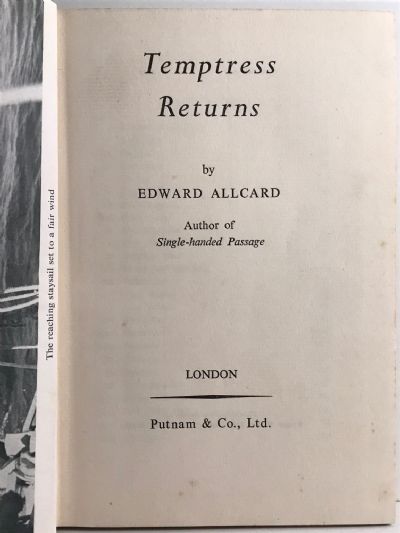 The reaching staysail set to a fair wind
Temptress
Returns
by
EDWARD ALLCARD
Author of
Single-handed Passage
LONDON
Putnam & Co., Ltd.